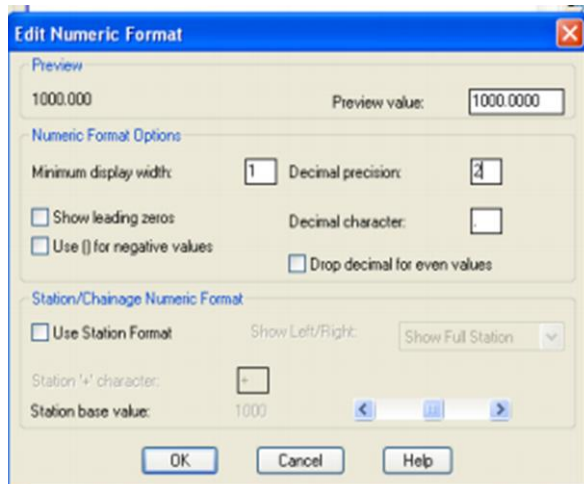 Edit Numeric Format
Preview
1000.000 Preview value: 1000.0000
Numeric Format Options
Minimum display width: 1 Decimal precision: 2
Show leading zeros Decimal character: .
Use () for negative values
Drop decimal for even values
Station/Chainage Numeric Format
Use Station Format Show Left/Right: Show Full Station
Station '+' character: +
Station base value: 1000
OK Cancel Help